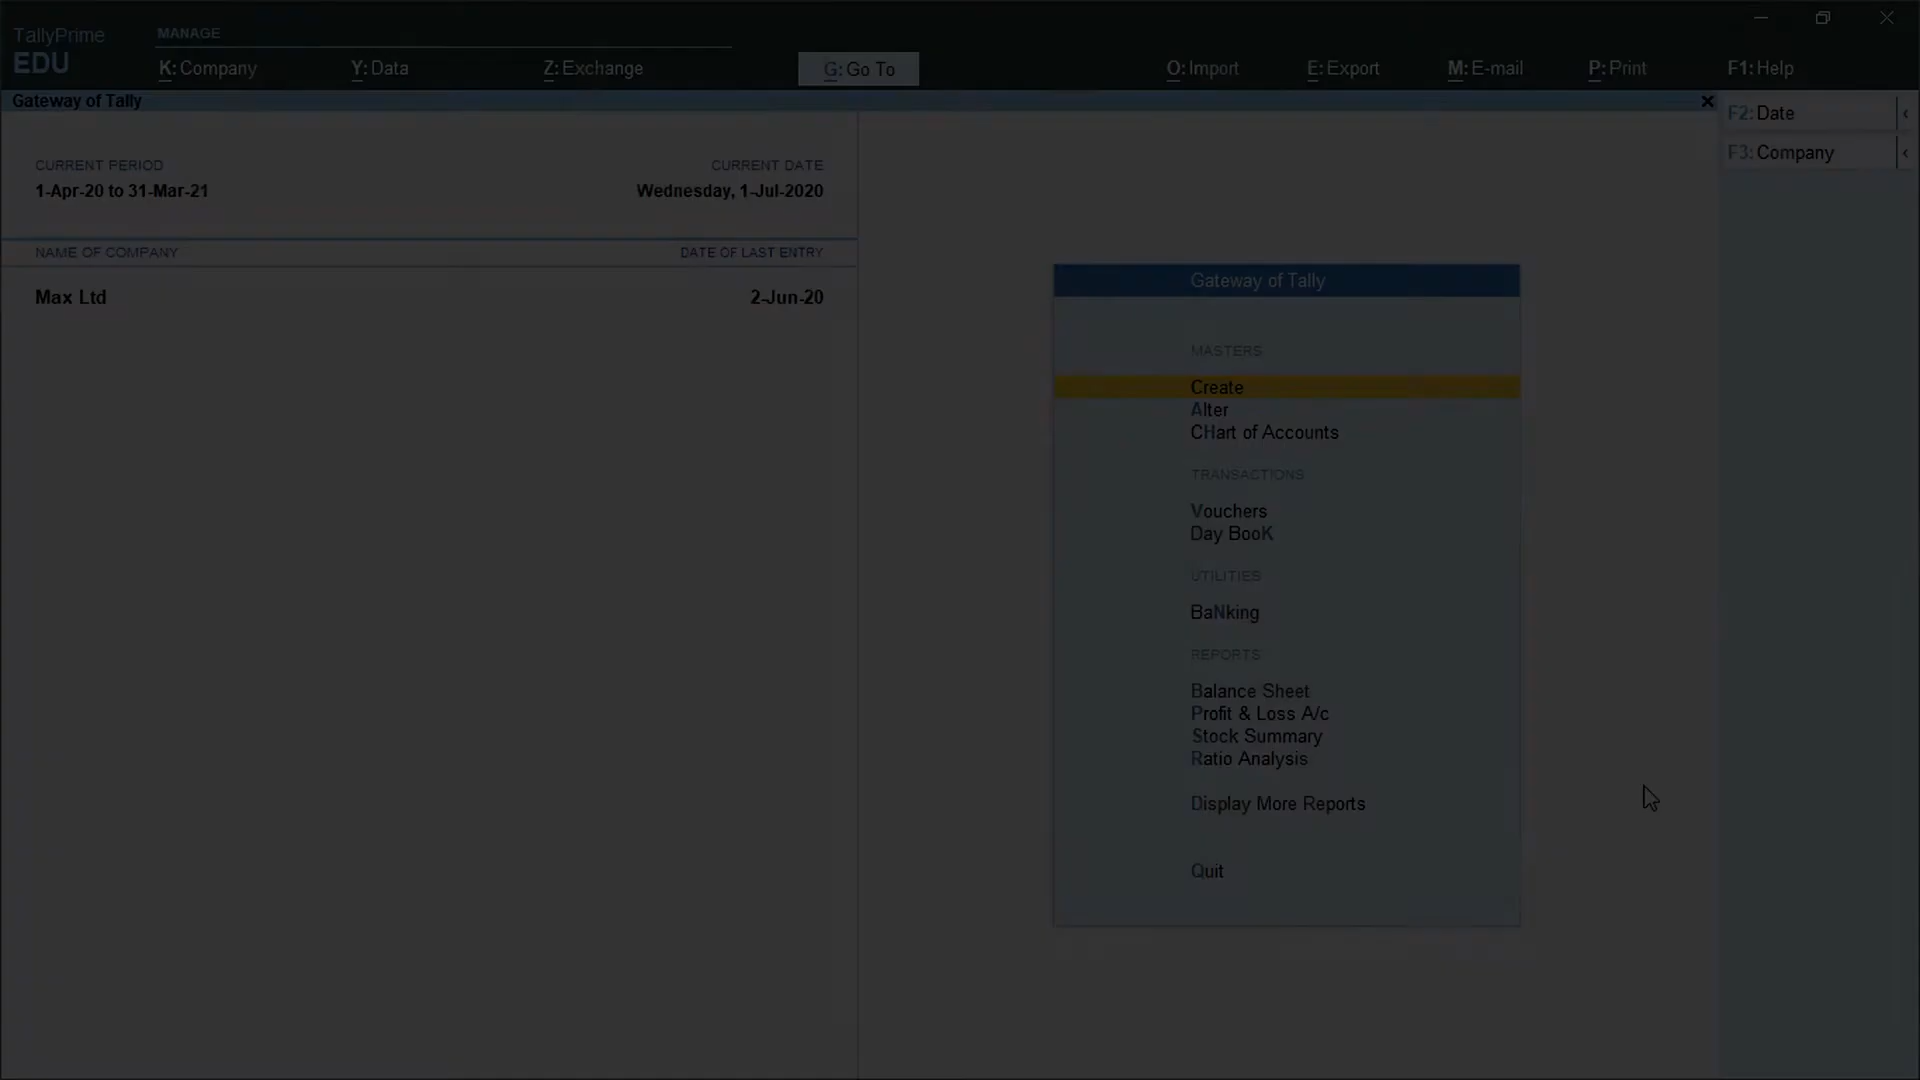 TallyPrime
EDU
MANAGE
K: Company
Y: Data
Z: Exchange
G: Go To
O: Import
E: Export
M: E-mail
P: Print
F1: Help
Gateway of Tally
F2: Date
F3: Company
CURRENT PERIOD
CURRENT DATE
1-Apr-20 to 31-Mar-21
Wednesday, 1-Jul-2020
NAME OF COMPANY
DATE OF LAST ENTRY
Max Ltd
2-Jun-20
Gateway of Tally
MASTERS
Create
Alter
CHart of Accounts
TRANSACTIONS
Vouchers
Day BooK
UTILITIES
BaNking
REPORTS
Balance Sheet
Profit & Loss A/c
Stock Summary
Ratio Analysis
Display More Reports
Quit